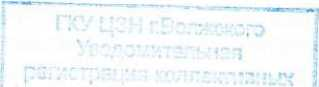 ГКУ ЦЗН г.Волжского
Уведомительная
регистрация коллективных